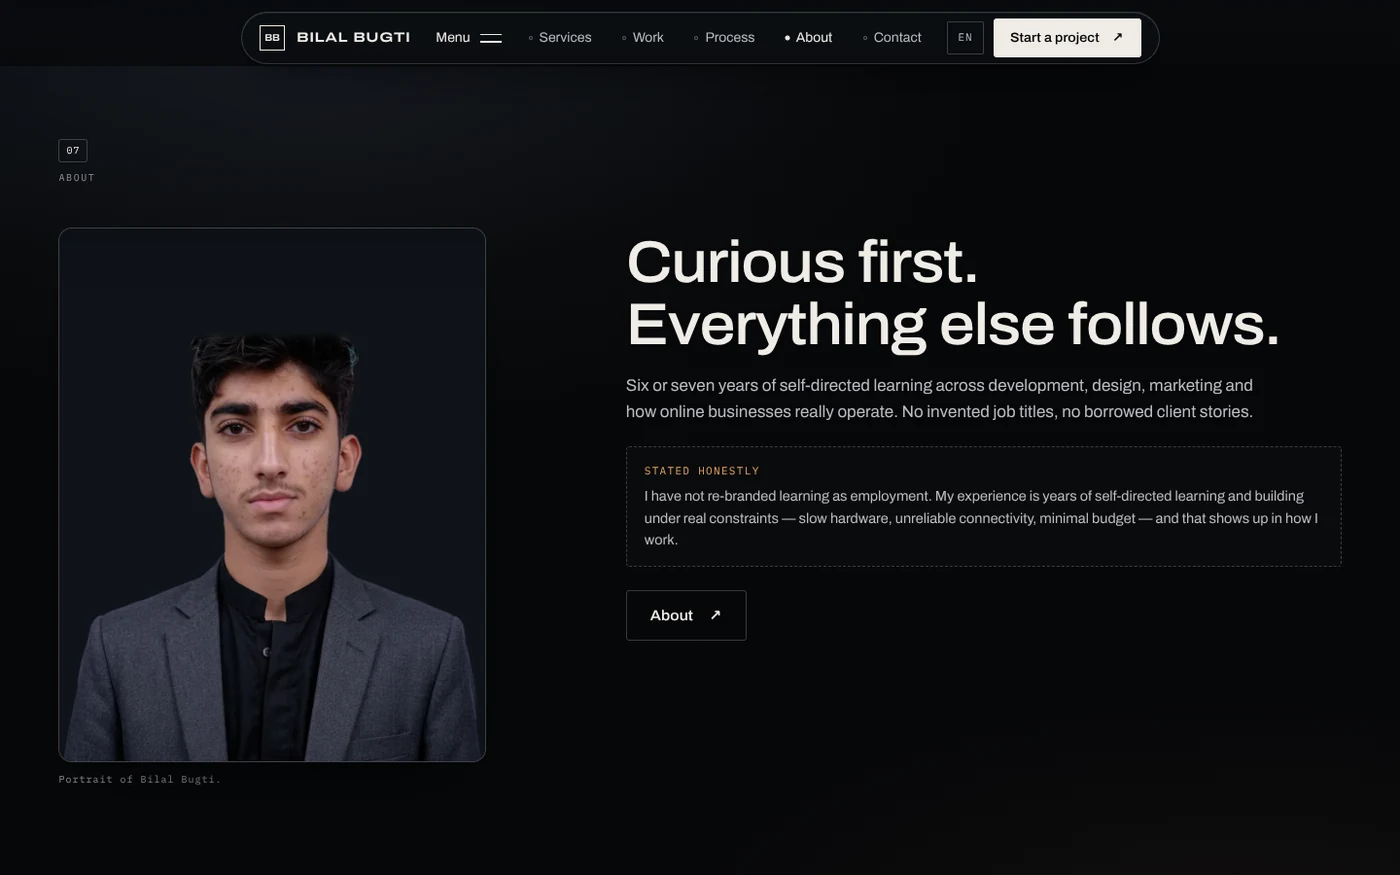 BB BILAL BUGTI Menu Services Work Process About Contact EN Start a project ↗
07
ABOUT
Curious first.
Everything else follows.
Six or seven years of self-directed learning across development, design, marketing and
how online businesses really operate. No invented job titles, no borrowed client stories.
STATED HONESTLY
I have not re-branded learning as employment. My experience is years of self-directed learning and building
under real constraints — slow hardware, unreliable connectivity, minimal budget — and that shows up in how I
work.
About ↗
Portrait of Bilal Bugti.